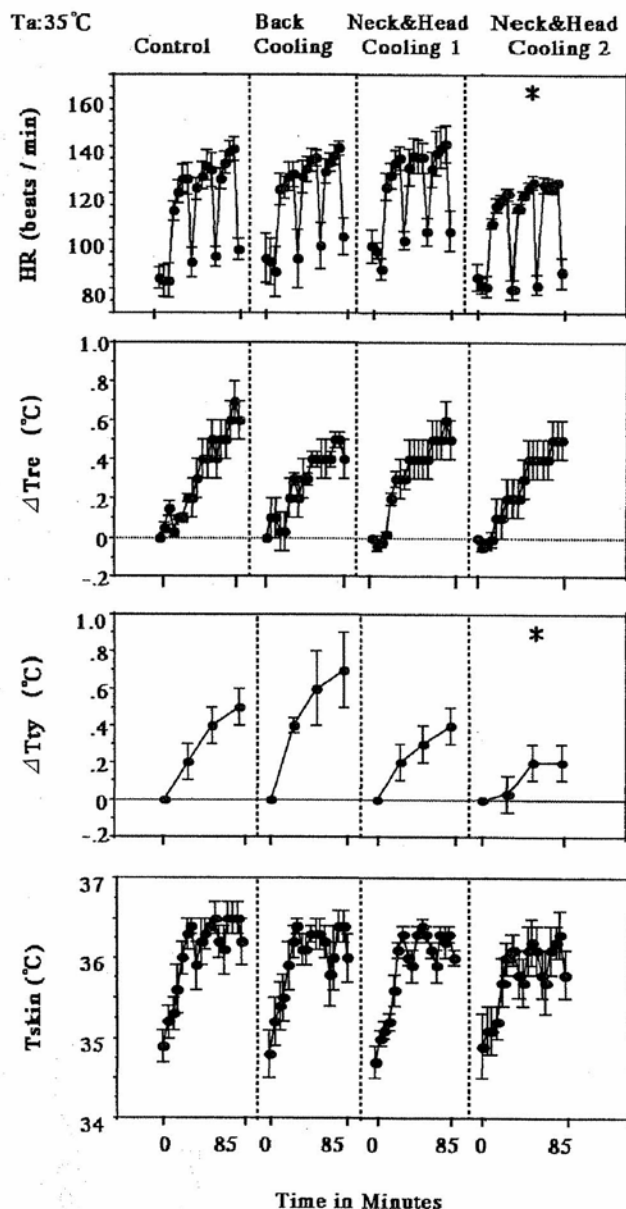 Ta:35℃
Control
Back
Cooling
Neck&Head
Cooling 1
Neck&Head
Cooling 2
HR (beats / min)
160
140
120
100
80
*
⊿Tre (℃)
1.0
.8
.6
.4
.2
0
-.2
⊿Tty (℃)
1.0
.8
.6
.4
.2
0
-.2
*
Tskin (℃)
37
36
35
34
0 85 0 85 0 85 0 85
Time in Minutes